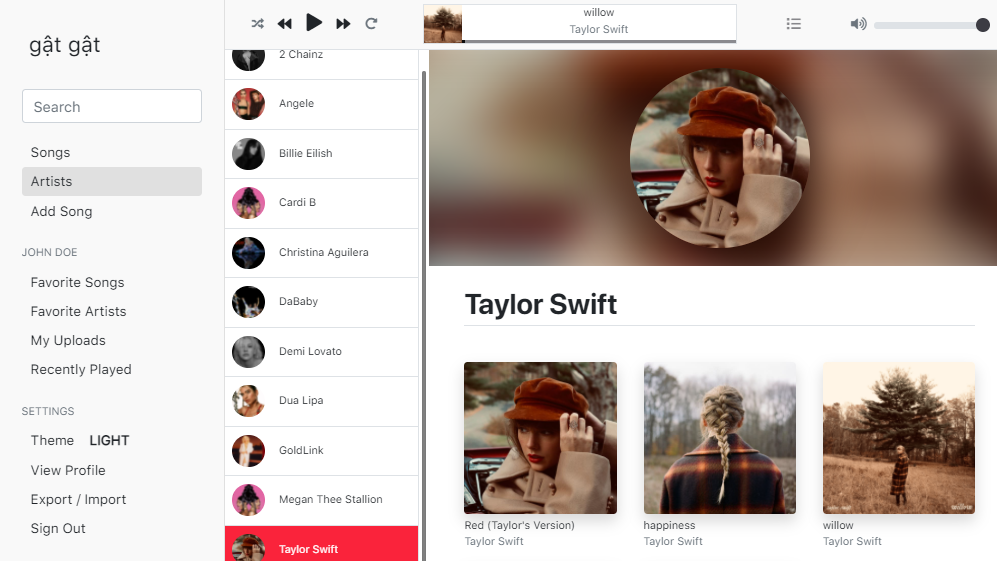 gật gật
Search
Songs
Artists
Add Song
JOHN DOE
Favorite Songs
Favorite Artists
My Uploads
Recently Played
SETTINGS
Theme LIGHT
View Profile
Export / Import
Sign Out
willow
Taylor Swift
2 Chainz
Angele
Billie Eilish
Cardi B
Christina Aguilera
DaBaby
Demi Lovato
Dua Lipa
GoldLink
Megan Thee Stallion
Taylor Swift
Taylor Swift
Red (Taylor's Version)
Taylor Swift
happiness
Taylor Swift
willow
Taylor Swift